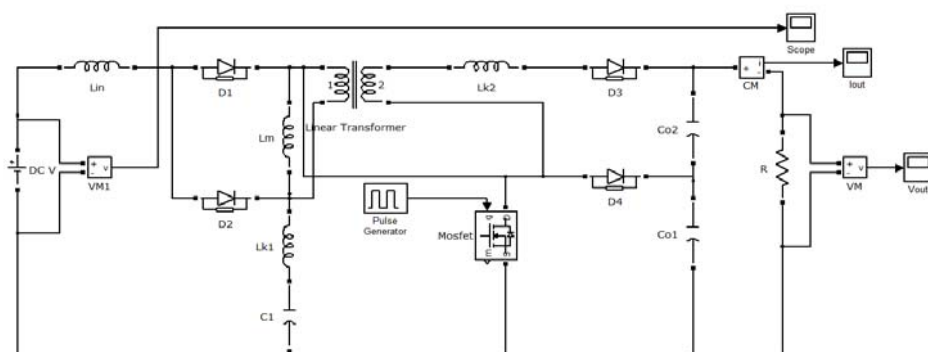 Scope
Lin
D1
1
2
Lk2
D3
i
+
-
CM
Iout
Linear Transformer
Lm
Co2
DC V
+
-
v
VM1
R
+
-
v
VM
Vout
D2
D4
Pulse
Generator
Mosfet
Lk1
Co1
C1